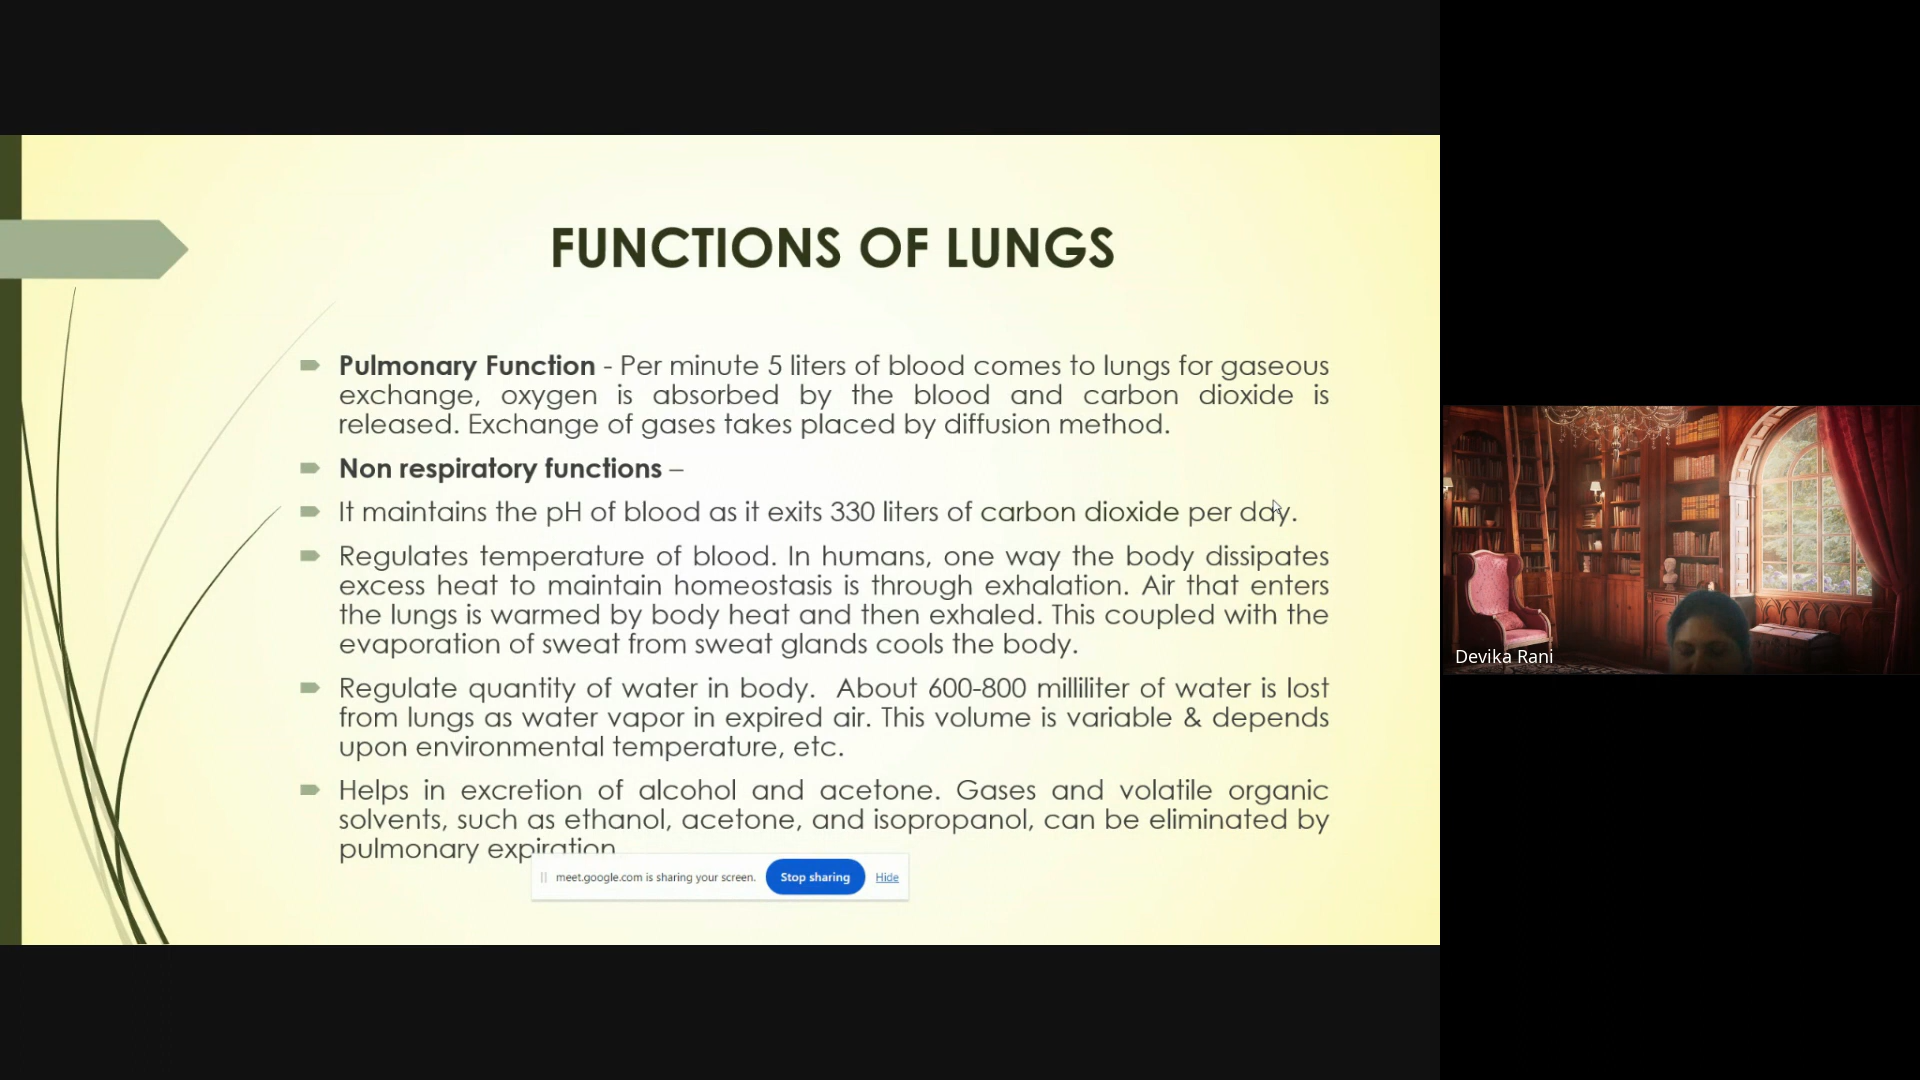 FUNCTIONS OF LUNGS
Pulmonary Function - Per minute 5 liters of blood comes to lungs for gaseous
exchange, oxygen is absorbed by the blood and carbon dioxide is
released. Exchange of gases takes placed by diffusion method.
Non respiratory functions –
It maintains the pH of blood as it exits 330 liters of carbon dioxide per day.
Regulates temperature of blood. In humans, one way the body dissipates
excess heat to maintain homeostasis is through exhalation. Air that enters
the lungs is warmed by body heat and then exhaled. This coupled with the
evaporation of sweat from sweat glands cools the body.
Regulate quantity of water in body. About 600-800 milliliter of water is lost
from lungs as water vapor in expired air. This volume is variable & depends
upon environmental temperature, etc.
Helps in excretion of alcohol and acetone. Gases and volatile organic
solvents, such as ethanol, acetone, and isopropanol, can be eliminated by
pulmonary expiration
meet.google.com is sharing your screen. Stop sharing Hide
Devika Rani